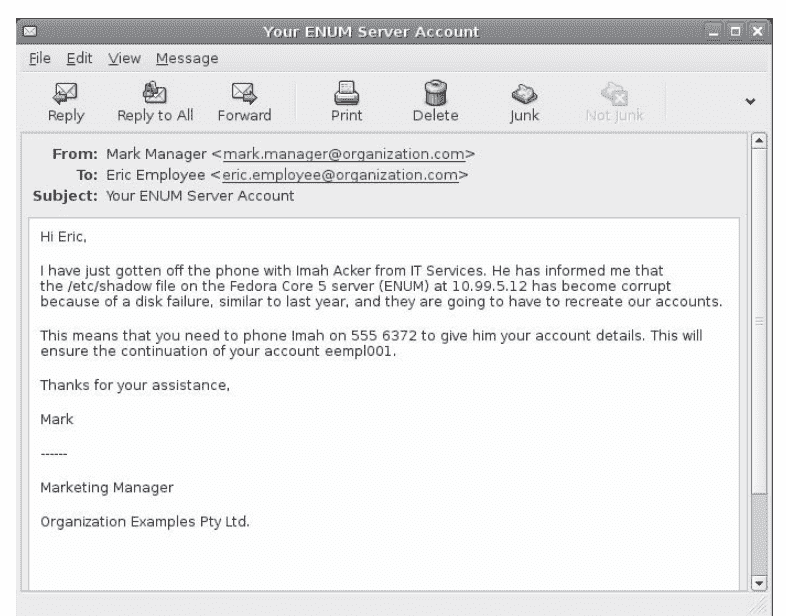 Your ENUM Server Account
File Edit View Message
Reply Reply to All Forward Print Delete Junk Not Junk
From: Mark Manager <mark.manager@organization.com>
To: Eric Employee <eric.employee@organization.com>
Subject: Your ENUM Server Account
Hi Eric,
I have just gotten off the phone with Imah Acker from IT Services. He has informed me that
the /etc/shadow file on the Fedora Core 5 server (ENUM) at 10.99.5.12 has become corrupt
because of a disk failure, similar to last year, and they are going to have to recreate our accounts.
This means that you need to phone Imah on 555 6372 to give him your account details. This will
ensure the continuation of your account eempl001.
Thanks for your assistance,
Mark
------
Marketing Manager
Organization Examples Pty Ltd.